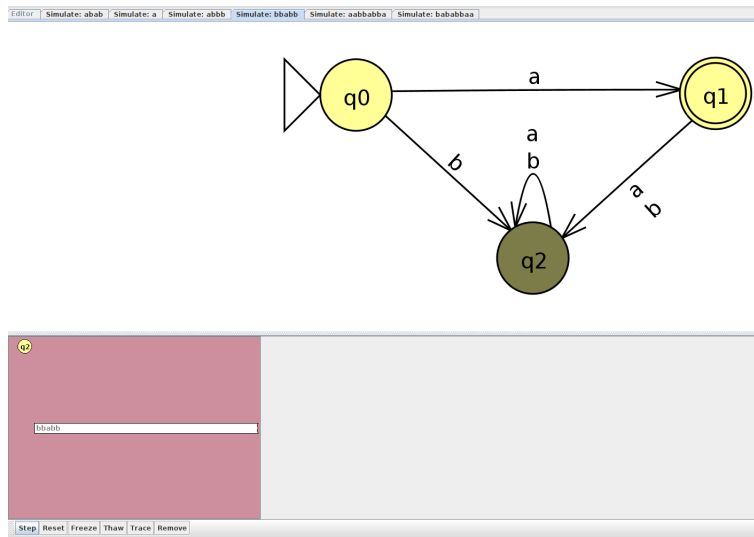 Editor Simulate: abab Simulate: a Simulate: abbb Simulate: bbabb Simulate: aabbabba Simulate: bababbaa
a
q0
q1
a
b
b
a
b
q2
q2
bbabb
Step Reset Freeze Thaw Trace Remove